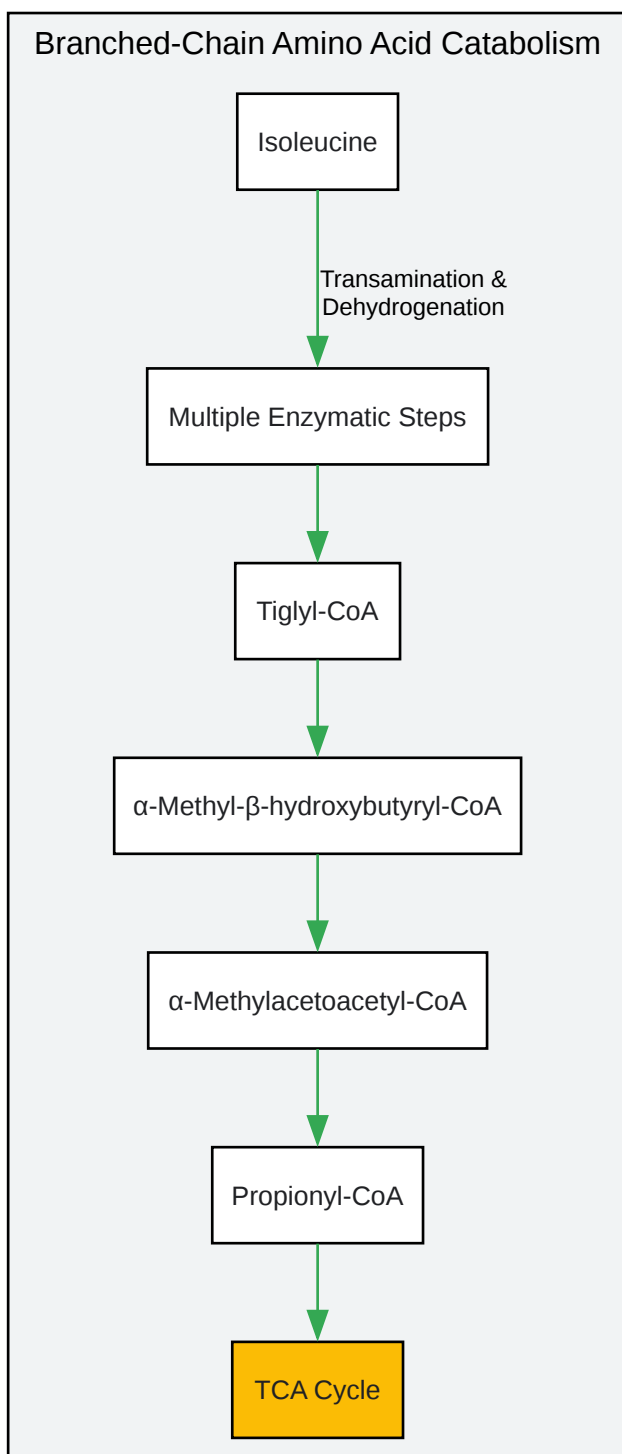 Branched-Chain Amino Acid Catabolism
Isoleucine
Transamination &
Dehydrogenation
Multiple Enzymatic Steps
Tiglyl-CoA
α-Methyl-β-hydroxybutyryl-CoA
α-Methylacetoacetyl-CoA
Propionyl-CoA
TCA Cycle